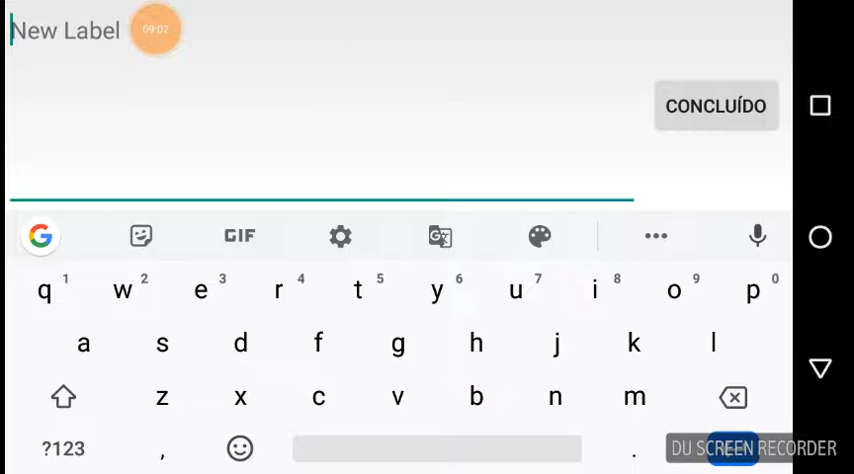 New Label
09:02
CONCLUÍDO
G GIF G
q 1 w 2 e 3 r 4 t 5 y 6 u 7 i 8 o 9 p 0
a s d f g h j k l
z x c v b n m
?123 , .
DU SCREEN RECORDER